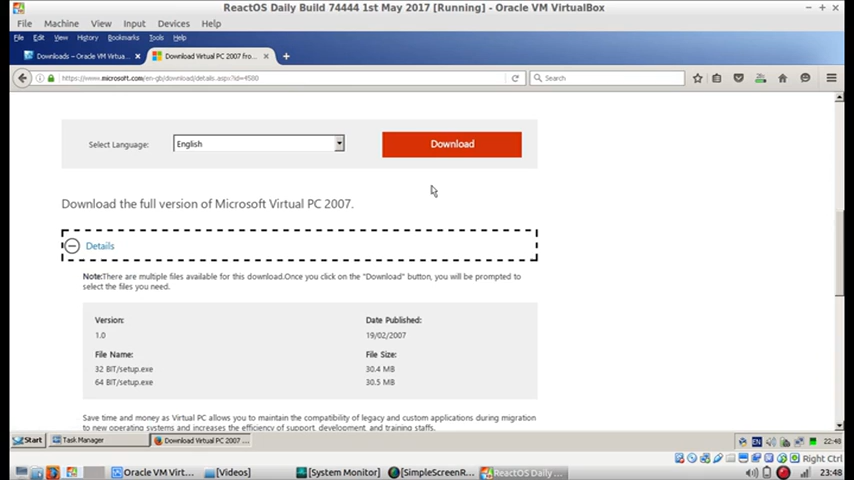 ReactOS Daily Build 74444 1st May 2017 [Running] - Oracle VM VirtualBox
File Machine View Input Devices Help
File Edit View History Bookmarks Tools Help
Downloads – Oracle VM Virtua... Download Virtual PC 2007 fro...
https://www.microsoft.com/en-gb/download/details.aspx?id=4580 Search
Select Language: English Download
Download the full version of Microsoft Virtual PC 2007.
Details
Note:There are multiple files available for this download.Once you click on the "Download" button, you will be prompted to
select the files you need.
Version: Date Published:
1.0 19/02/2007
File Name: File Size:
32 BIT/setup.exe 30.4 MB
64 BIT/setup.exe 30.5 MB
Save time and money as Virtual PC allows you to maintain the compatibility of legacy and custom applications during migration
to new operating systems and increases the efficiency of support, development, and training staffs.
Start Task Manager Download Virtual PC 2007 ... EN 22:48
Right Ctrl
Oracle VM Virt... [Videos] [System Monitor] [SimpleScreenR... ReactOS Daily ... 23:48